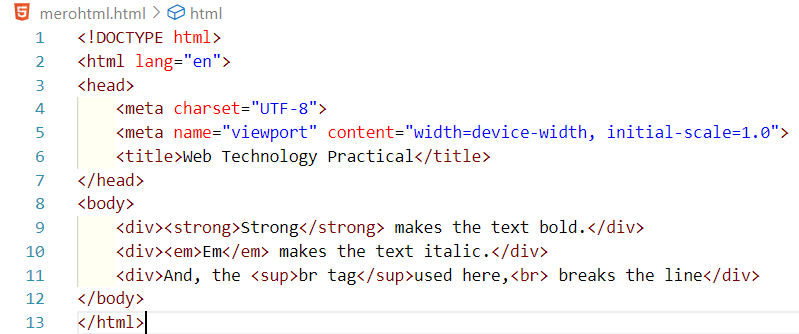 merohtml.html > html
1 <!DOCTYPE html>
2 <html lang="en">
3 <head>
4     <meta charset="UTF-8">
5     <meta name="viewport" content="width=device-width, initial-scale=1.0">
6     <title>Web Technology Practical</title>
7 </head>
8 <body>
9     <div><strong>Strong</strong> makes the text bold.</div>
10     <div><em>Em</em> makes the text italic.</div>
11     <div>And, the <sup>br tag</sup>used here,<br> breaks the line</div>
12 </body>
13 </html>